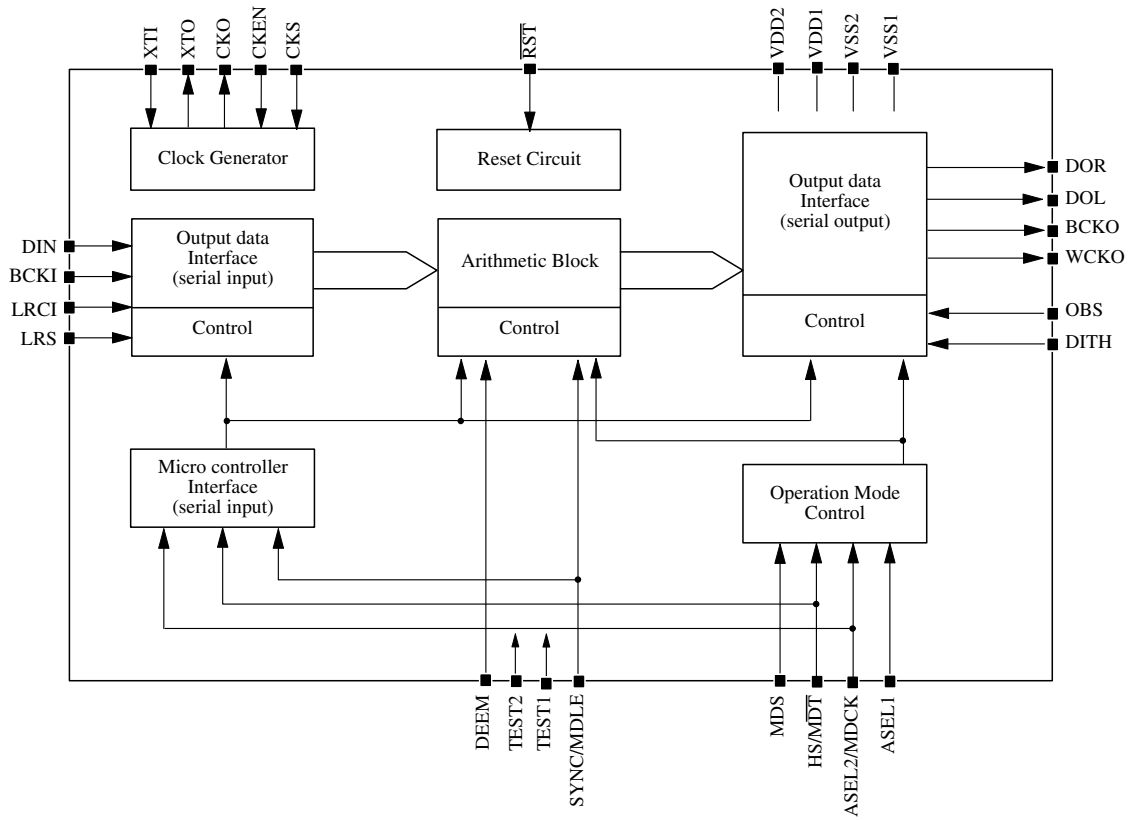 XTI
XTO
CKO
CKEN
CKS
RST
VDD2
VDD1
VSS2
VSS1
Clock Generator
Reset Circuit
Output data
Interface
(serial output)
DOR
DOL
BCKO
WCKO
DIN
BCKI
LRCI
LRS
Output data
Interface
(serial input)
Control
Arithmetic Block
Control
Control
OBS
DITH
Micro controller
Interface
(serial input)
Operation Mode
Control
DEEM
TEST2
TEST1
SYNC/MDLE
MDS
HS/MDT
ASEL2/MDCK
ASEL1